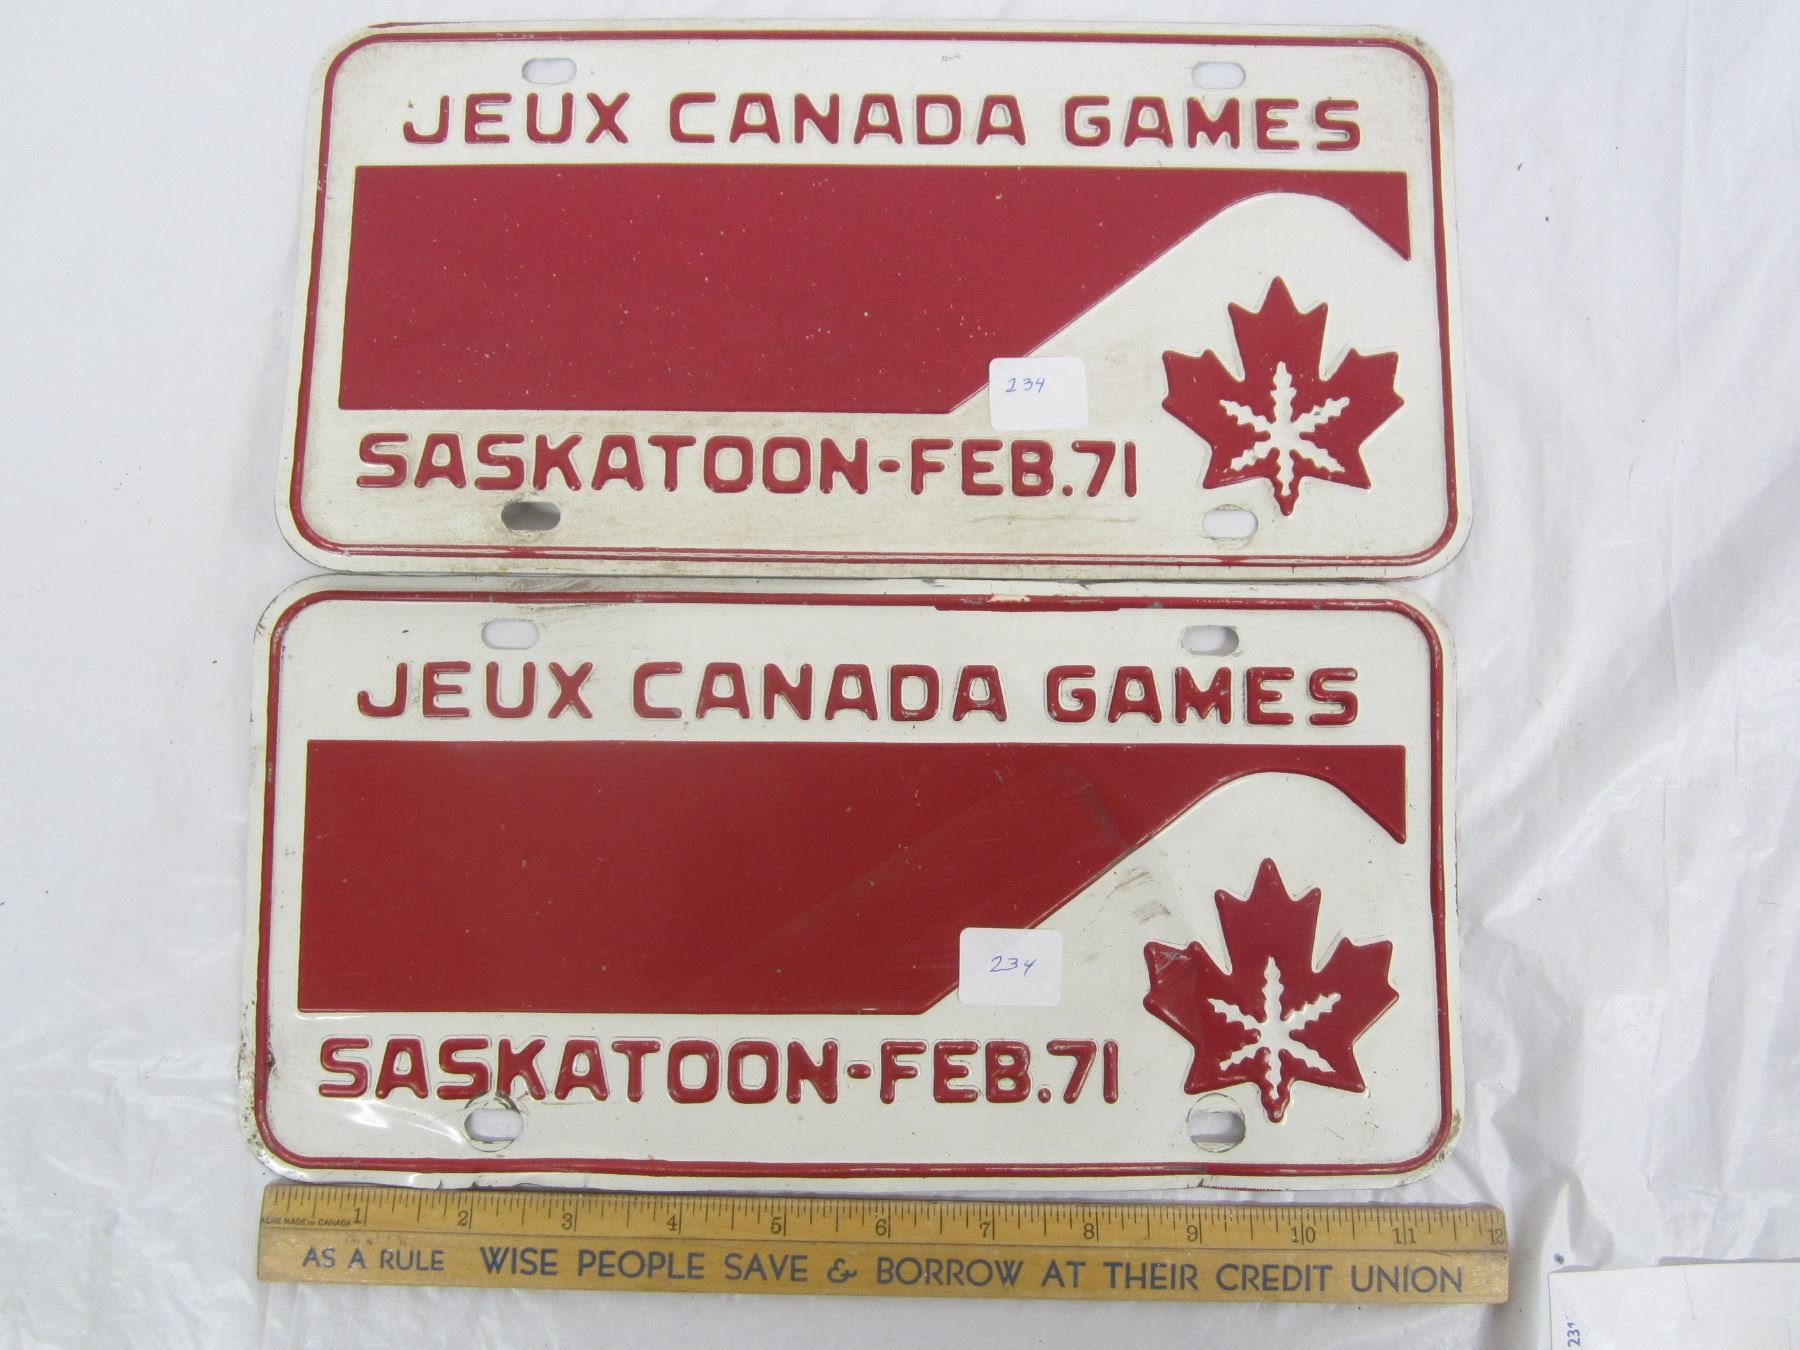 JEUX CANADA GAMES
234
SASKATOON-FEB.71
JEUX CANADA GAMES
234
SASKATOON-FEB.71
ACME MADE IN CANADA 1 2 3 4 5 6 7 8 9 10 11 12
AS A RULE WISE PEOPLE SAVE & BORROW AT THEIR CREDIT UNION